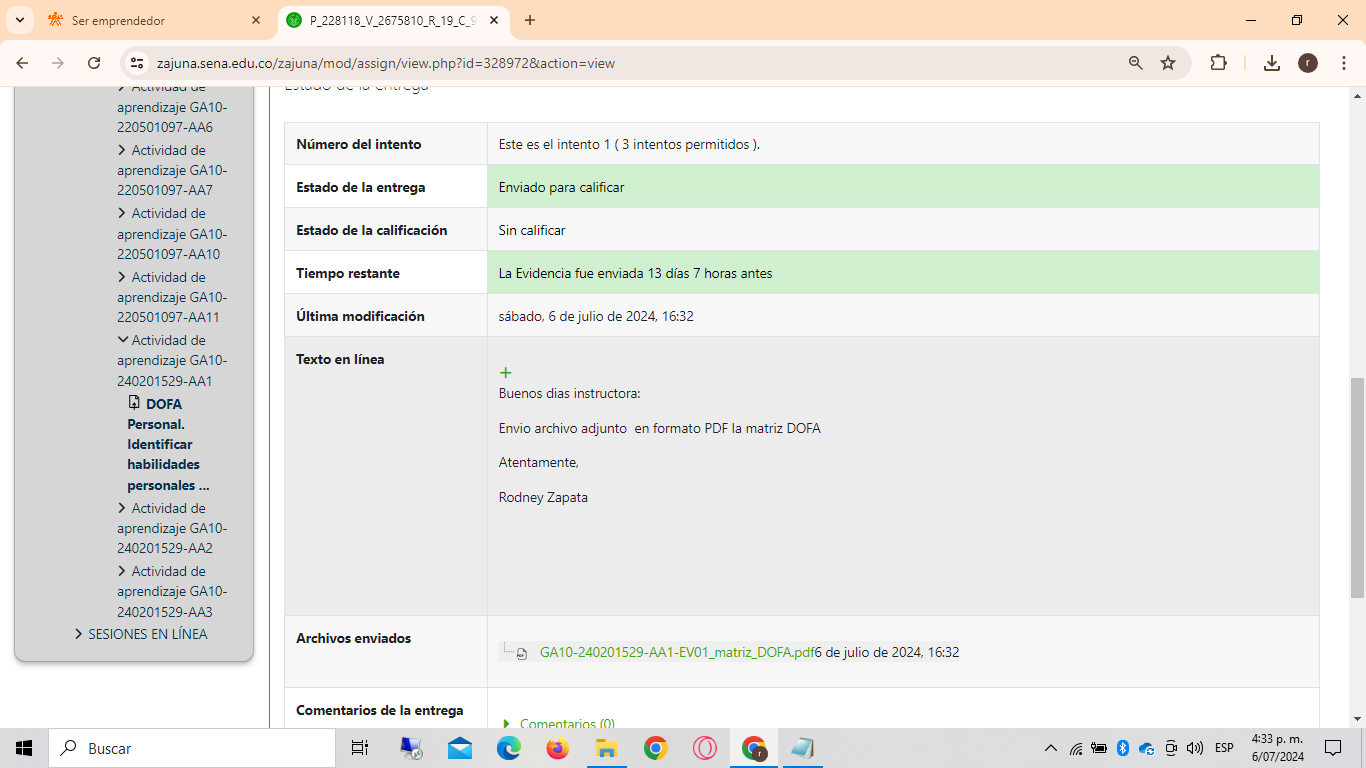 Ser emprendedor
P_228118_V_2675810_R_19_C_9
zajuna.sena.edu.co/zajuna/mod/assign/view.php?id=328972&action=view
r
Actividad de
aprendizaje GA10-
220501097-AA6
Actividad de
aprendizaje GA10-
220501097-AA7
Actividad de
aprendizaje GA10-
220501097-AA10
Actividad de
aprendizaje GA10-
220501097-AA11
Actividad de
aprendizaje GA10-
240201529-AA1
DOFA
Personal.
Identificar
habilidades
personales ...
Actividad de
aprendizaje GA10-
240201529-AA2
Actividad de
aprendizaje GA10-
240201529-AA3
SESIONES EN LÍNEA
Estado de la entrega
Número del intento Este es el intento 1 ( 3 intentos permitidos ).
Estado de la entrega Enviado para calificar
Estado de la calificación Sin calificar
Tiempo restante La Evidencia fue enviada 13 días 7 horas antes
Última modificación sábado, 6 de julio de 2024, 16:32
Texto en línea
Buenos dias instructora:
Envio archivo adjunto en formato PDF la matriz DOFA
Atentamente,
Rodney Zapata
Archivos enviados GA10-240201529-AA1-EV01_matriz_DOFA.pdf6 de julio de 2024, 16:32
Comentarios de la entrega Comentarios (0)
Buscar
r
ESP
4:33 p. m.
6/07/2024